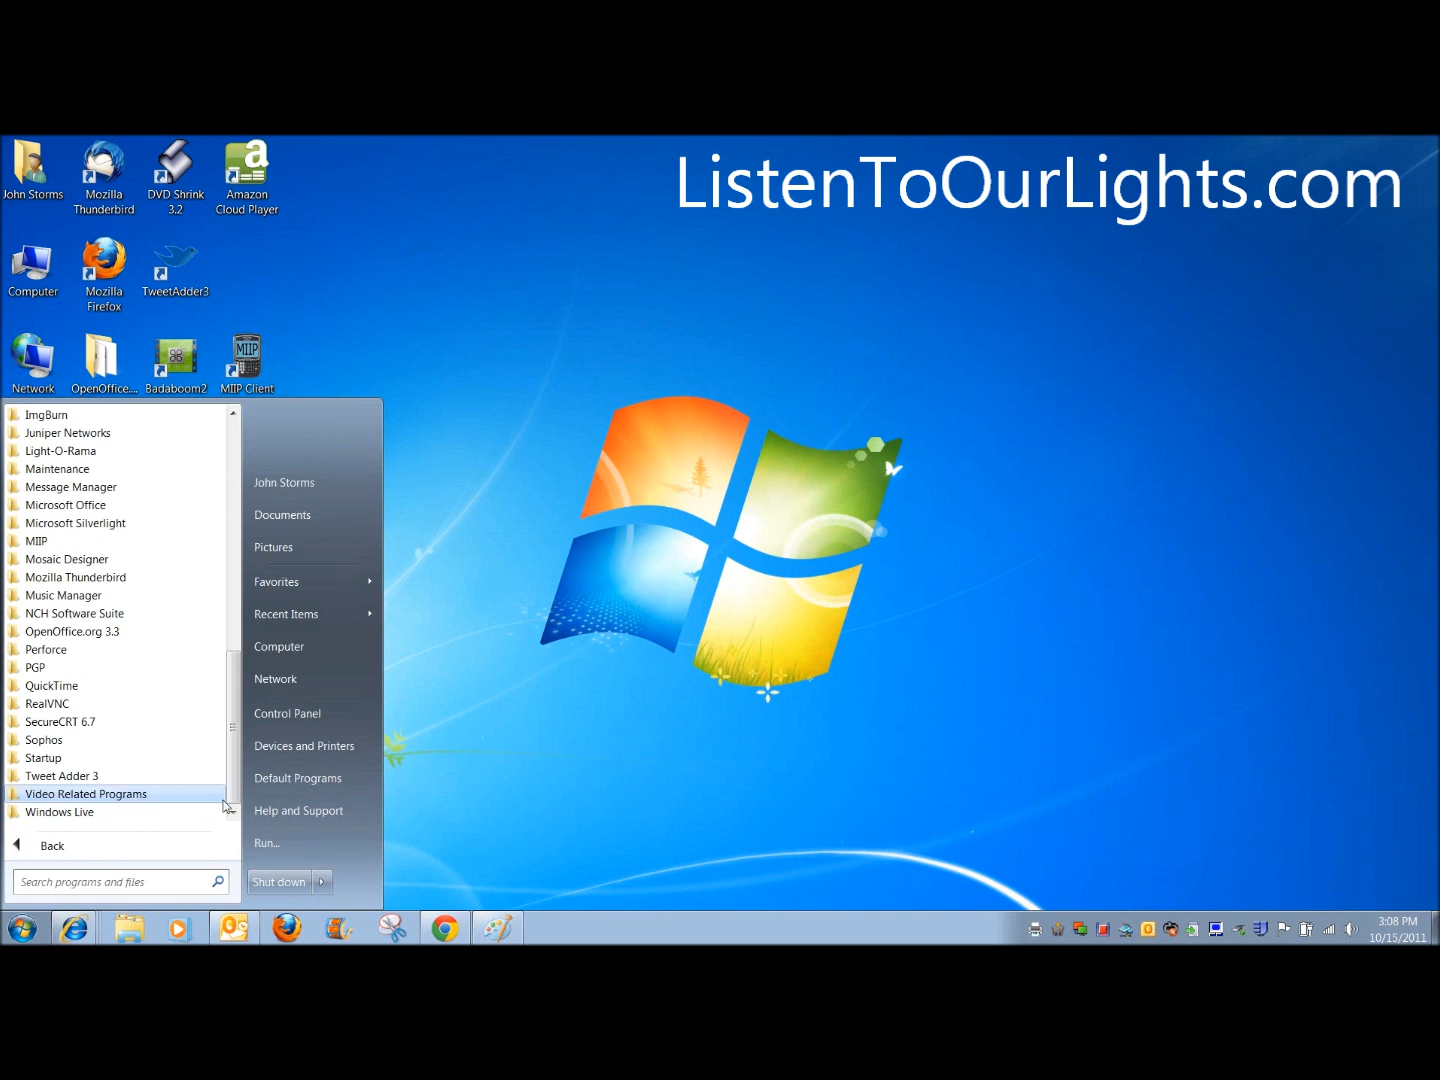 ListenToOurLights.com
John Storms
Mozilla
Thunderbird
DVD Shrink
3.2
a
Amazon
Cloud Player
Computer
Mozilla
Firefox
TweetAdder3
Network
OpenOffice....
Badaboom2
MIIP
MIIP Client
ImgBurn
Juniper Networks
Light-O-Rama
Maintenance
Message Manager
Microsoft Office
Microsoft Silverlight
MIIP
Mosaic Designer
Mozilla Thunderbird
Music Manager
NCH Software Suite
OpenOffice.org 3.3
Perforce
PGP
QuickTime
RealVNC
SecureCRT 6.7
Sophos
Startup
Tweet Adder 3
Video Related Programs
Windows Live
Back
Search programs and files
John Storms
Documents
Pictures
Favorites
Recent Items
Computer
Network
Control Panel
Devices and Printers
Default Programs
Help and Support
Run...
Shut down
3:08 PM
10/15/2011